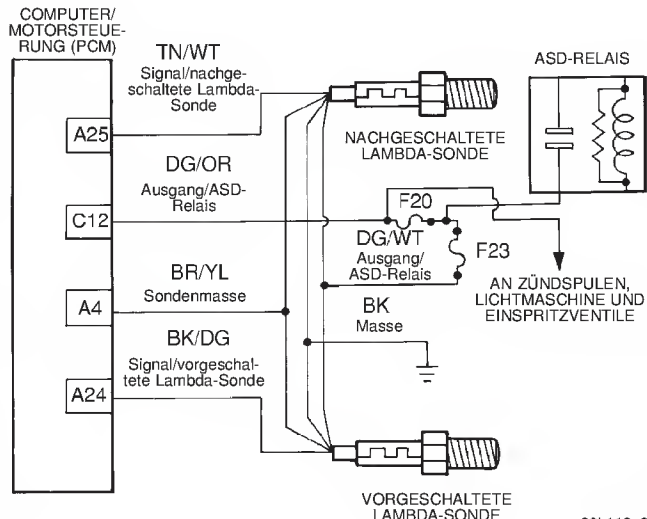 COMPUTER/
MOTORSTEUE-
RUNG (PCM)
TN/WT
Signal/nachge-
schaltete Lambda-
Sonde
A25
DG/OR
Ausgang/ASD-
Relais
C12
BR/YL
Sondenmasse
A4
BK/DG
Signal/vorgeschal-
tete Lambda-Sonde
A24
NACHGESCHALTETE
LAMBDA-SONDE
ASD-RELAIS
F20
DG/WT
Ausgang/
ASD-Relais
F23
BK
Masse
AN ZÜNDSPULEN,
LICHTMASCHINE UND
EINSPRITZVENTILE
VORGESCHALTETE
LAMBDA-SONDE